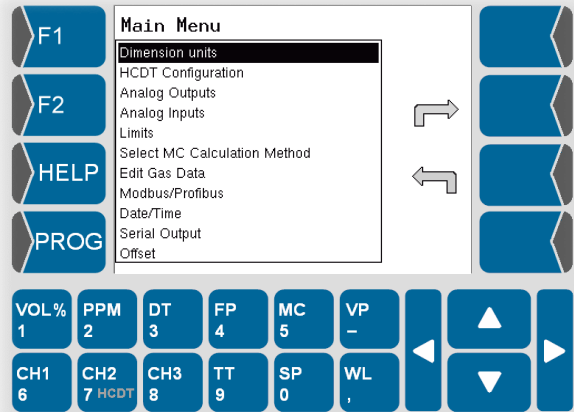 F1
F2
HELP
PROG
Main Menu
Dimension units
HCDT Configuration
Analog Outputs
Analog Inputs
Limits
Select MC Calculation Method
Edit Gas Data
Modbus/Profibus
Date/Time
Serial Output
Offset
VOL% PPM DT FP MC VP
1 2 3 4 5 –
CH1 CH2 CH3 TT SP WL
6 7 HCDT 8 9 0 ,